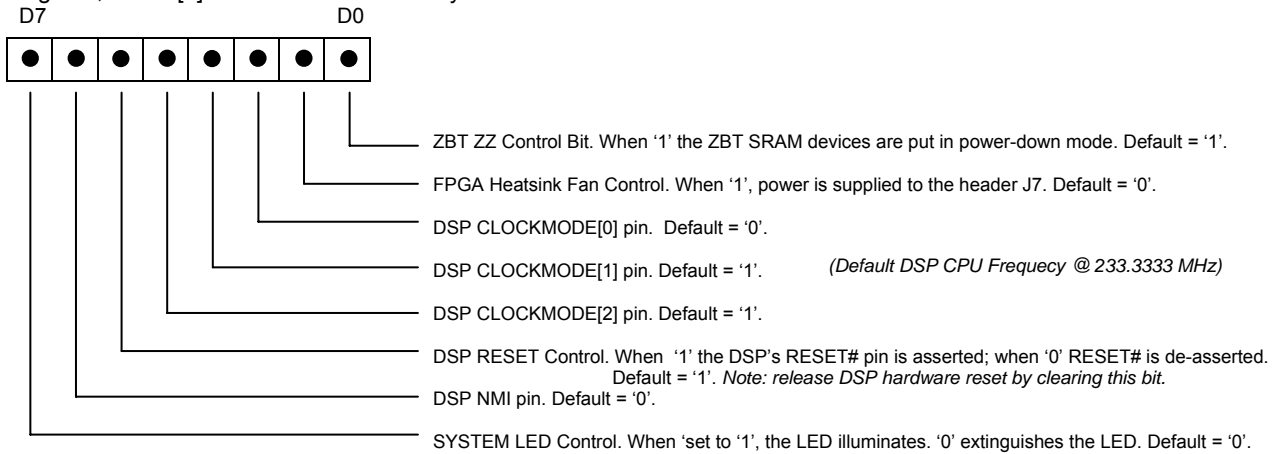 D7 D0
ZBT ZZ Control Bit. When ‘1’ the ZBT SRAM devices are put in power-down mode. Default = ‘1’.
FPGA Heatsink Fan Control. When ‘1’, power is supplied to the header J7. Default = ‘0’.
DSP CLOCKMODE[0] pin. Default = ‘0’.
DSP CLOCKMODE[1] pin. Default = ‘1’. (Default DSP CPU Frequecy @ 233.3333 MHz)
DSP CLOCKMODE[2] pin. Default = ‘1’.
DSP RESET Control. When ‘1’ the DSP’s RESET# pin is asserted; when ‘0’ RESET# is de-asserted.
Default = ‘1’. Note: release DSP hardware reset by clearing this bit.
DSP NMI pin. Default = ‘0’.
SYSTEM LED Control. When ‘set to ‘1’, the LED illuminates. ‘0’ extinguishes the LED. Default = ‘0’.